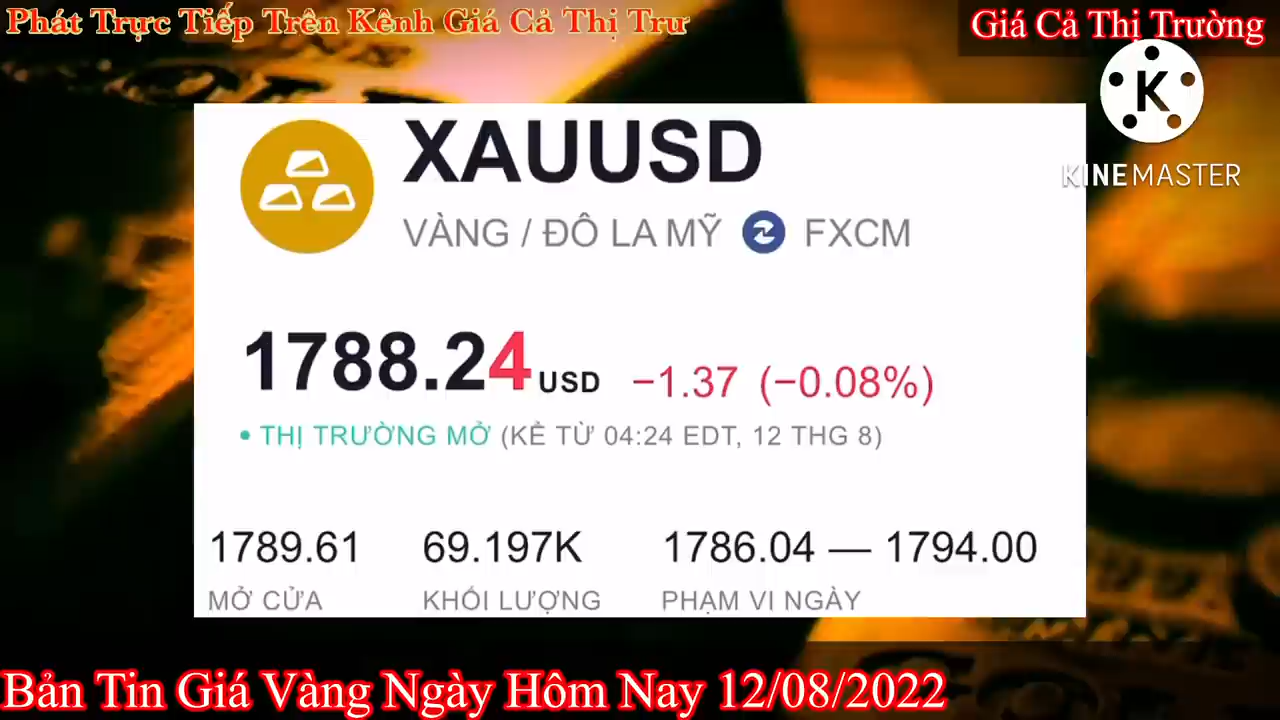 Phát Trực Tiếp Trên Kênh Giá Cả Thị Trư
Giá Cả Thị Trường
K
KINEMASTER
XAUUSD
VÀNG / ĐÔ LA MỸ FXCM
1788.24 USD −1.37 (−0.08%)
• THỊ TRƯỜNG MỞ (KỂ TỪ 04:24 EDT, 12 THG 8)
1789.61 69.197K 1786.04 — 1794.00
MỞ CỬA KHỐI LƯỢNG PHẠM VI NGÀY
Bản Tin Giá Vàng Ngày Hôm Nay 12/08/2022